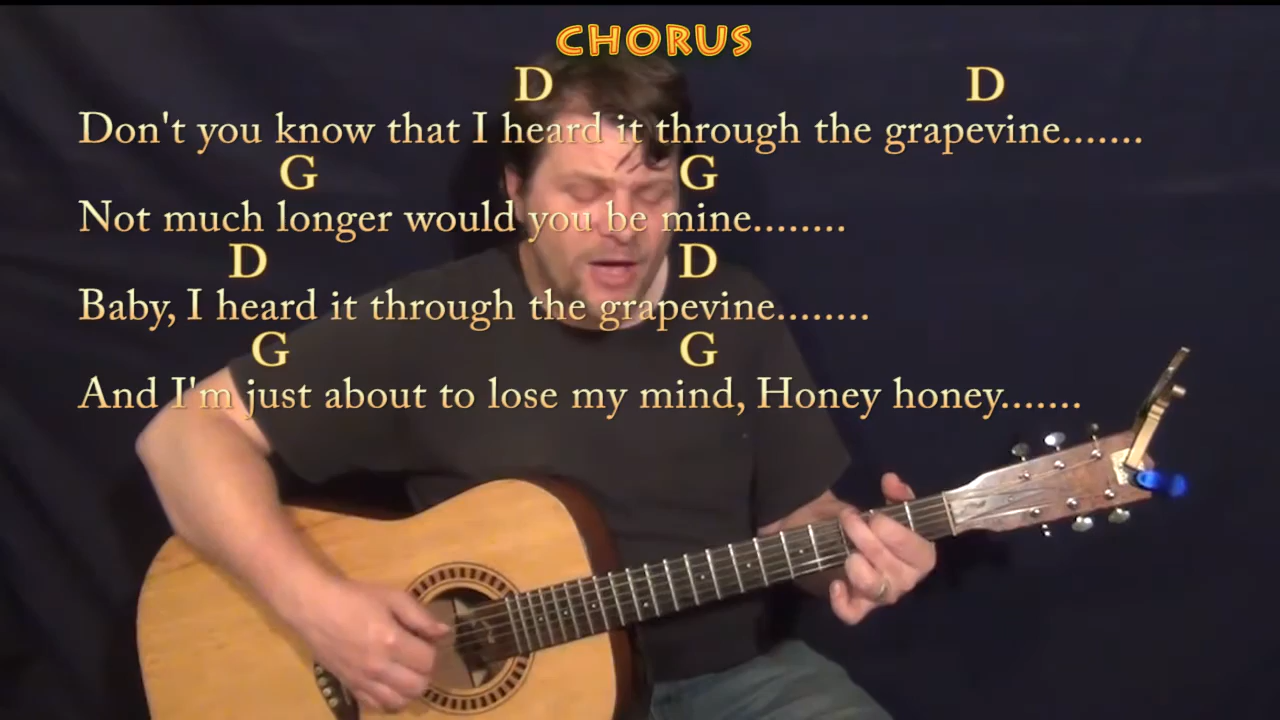 CHORUS
D D
Don't you know that I heard it through the grapevine.......
G G
Not much longer would you be mine........
D D
Baby, I heard it through the grapevine........
G G
And I'm just about to lose my mind, Honey honey.......